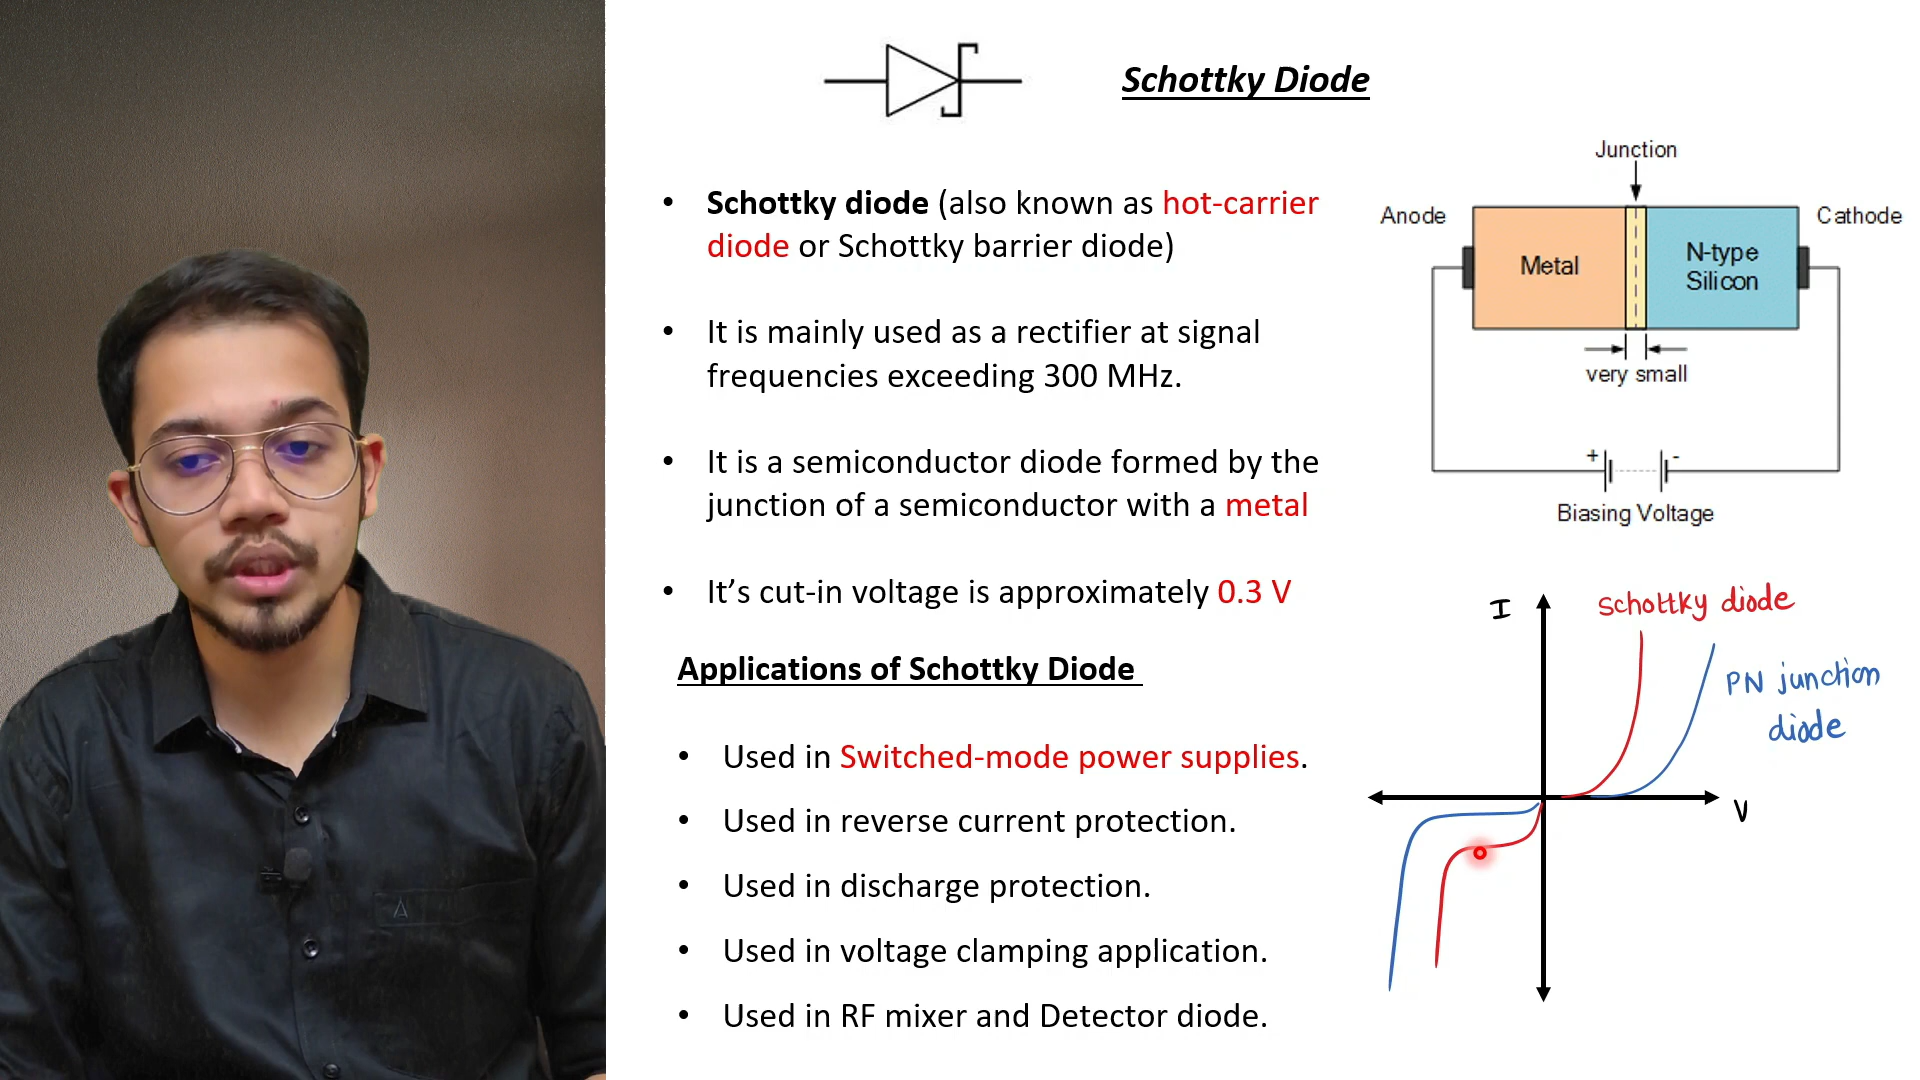 Schottky Diode
• Schottky diode (also known as hot-carrier
diode or Schottky barrier diode)
• It is mainly used as a rectifier at signal
frequencies exceeding 300 MHz.
• It is a semiconductor diode formed by the
junction of a semiconductor with a metal
• It’s cut-in voltage is approximately 0.3 V
Applications of Schottky Diode
• Used in Switched-mode power supplies.
• Used in reverse current protection.
• Used in discharge protection.
• Used in voltage clamping application.
• Used in RF mixer and Detector diode.
Junction
Anode
Cathode
Metal
N-type
Silicon
very small
+ -
Biasing Voltage
I
Schottky diode
PN junction
diode
V